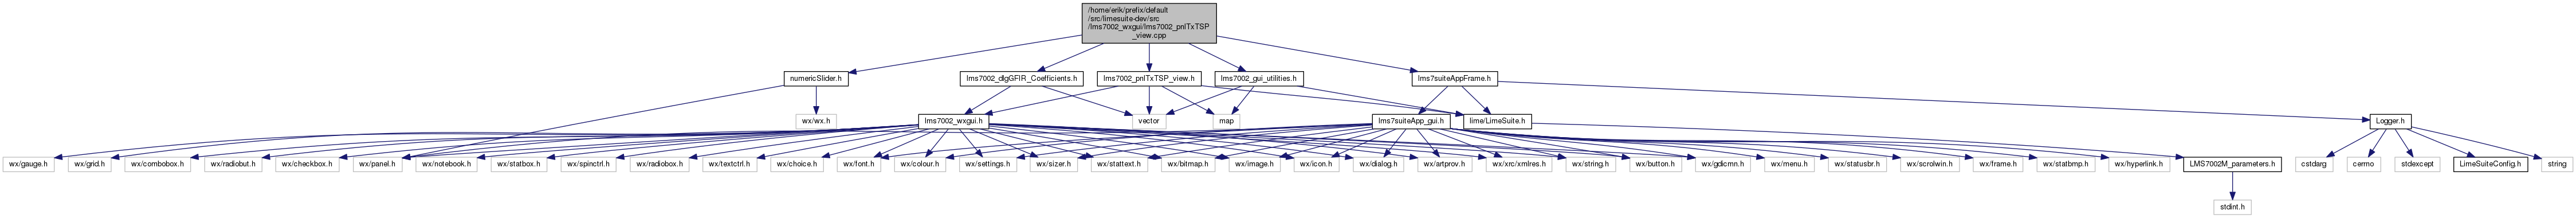 /home/erik/prefix/default
/src/limesuite-dev/src
/lms7002_wxgui/lms7002_pnlTxTSP
_view.cpp
numericSlider.h
lms7002_dlgGFIR_Coefficients.h
lms7002_pnlTxTSP_view.h
lms7002_gui_utilities.h
lms7suiteAppFrame.h
wx/wx.h
lms7002_wxgui.h
vector
map
lms7suiteApp_gui.h
lime/LimeSuite.h
Logger.h
wx/gauge.h
wx/grid.h
wx/combobox.h
wx/radiobut.h
wx/checkbox.h
wx/panel.h
wx/notebook.h
wx/statbox.h
wx/spinctrl.h
wx/radiobox.h
wx/textctrl.h
wx/choice.h
wx/font.h
wx/colour.h
wx/settings.h
wx/sizer.h
wx/stattext.h
wx/bitmap.h
wx/image.h
wx/icon.h
wx/dialog.h
wx/artprov.h
wx/xrc/xmlres.h
wx/string.h
wx/button.h
wx/gdicmn.h
wx/menu.h
wx/statusbr.h
wx/scrolwin.h
wx/frame.h
wx/statbmp.h
wx/hyperlink.h
LMS7002M_parameters.h
cstdarg
cerrno
stdexcept
LimeSuiteConfig.h
string
stdint.h